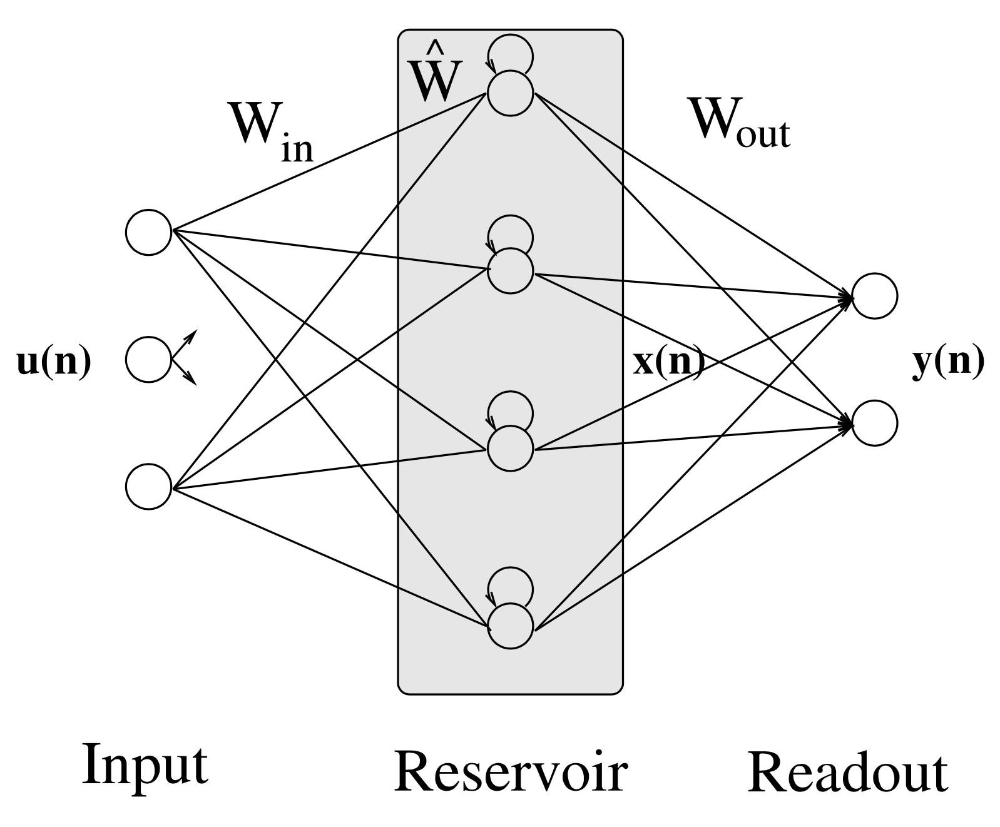 Ŵ
W_in
W_out
u(n)
x(n)
y(n)
Input
Reservoir
Readout